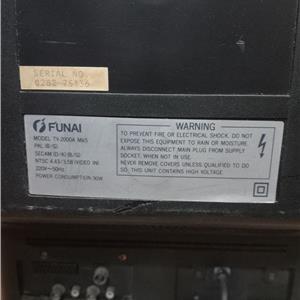 SERIAL NO.
FUNAI
MODEL TV-2000A MK5
PAL (B/G)
SECAM (D/K)(B/G)
NTSC 4.43/3.58(VIDEO IN)
220V~50Hz
POWER CONSUMPTION:90W
WARNING
TO PREVENT FIRE OR ELECTRICAL SHOCK, DO NOT
EXPOSE THIS APPLIANCE TO RAIN OR MOISTURE.
ALWAYS DISCONNECT MAIN PLUG FROM SUPPLY
SOCKET, WHEN NOT IN USE.
NEVER REMOVE COVERS UNLESS QUALIFIED TO DO
SO, THIS UNIT CONTAINS HIGH VOLTAGE